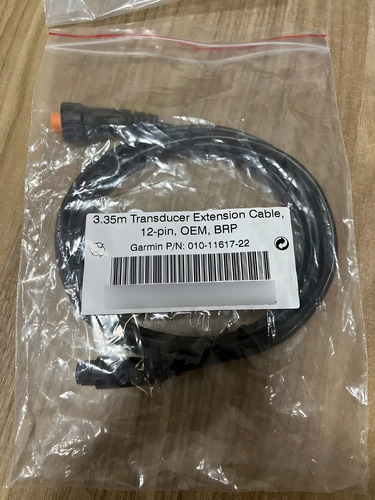 3.35m Transducer Extension Cable,
12-pin, OEM, BRP
Garmin P/N: 010-11617-22